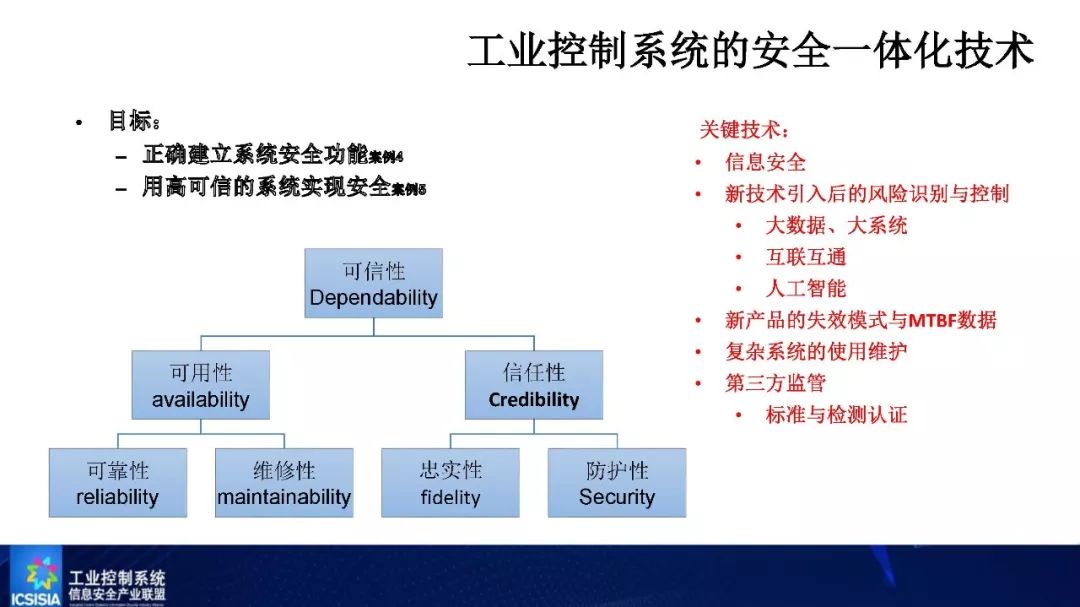 工业控制系统的安全一体化技术
• 目标：
– 正确建立系统安全功能案例4
– 用高可信的系统实现安全案例5
可信性
Dependability
可用性
availability
信任性
Credibility
可靠性
reliability
维修性
maintainability
忠实性
fidelity
防护性
Security
关键技术：
• 信息安全
• 新技术引入后的风险识别与控制
• 大数据、大系统
• 互联互通
• 人工智能
• 新产品的失效模式与MTBF数据
• 复杂系统的使用维护
• 第三方监管
• 标准与检测认证
ICSISIA
工业控制系统
信息安全产业联盟